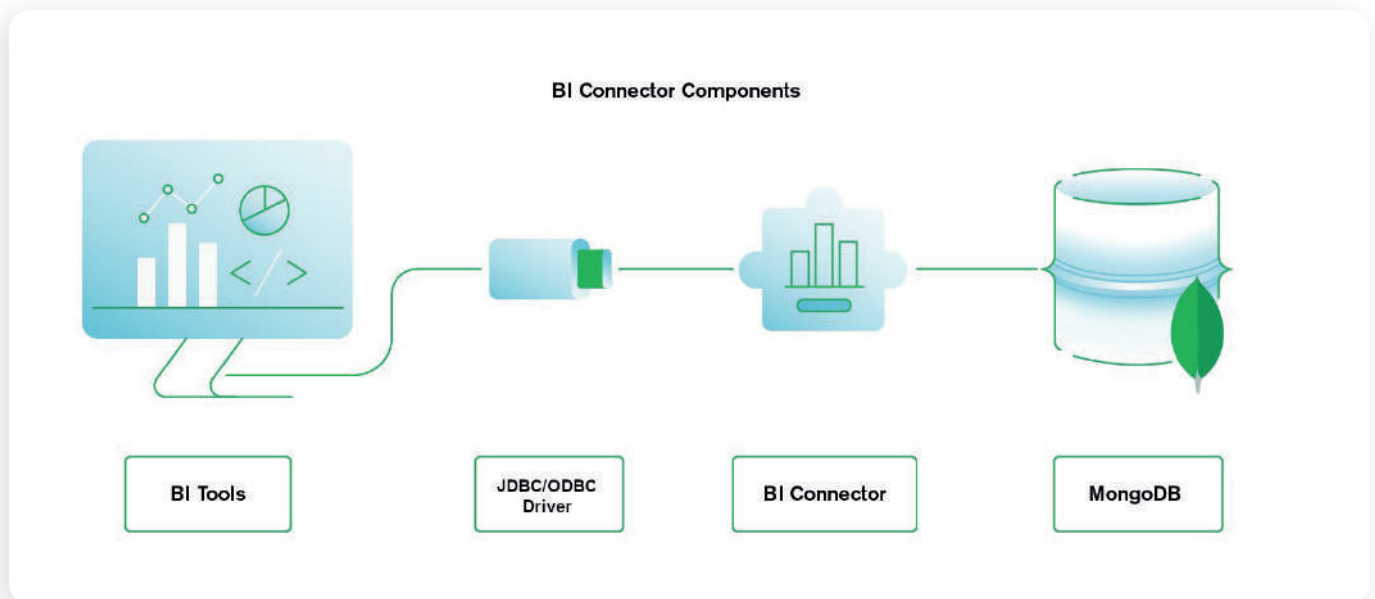 BI Connector Components
BI Tools
JDBC/ODBC
Driver
BI Connector
MongoDB